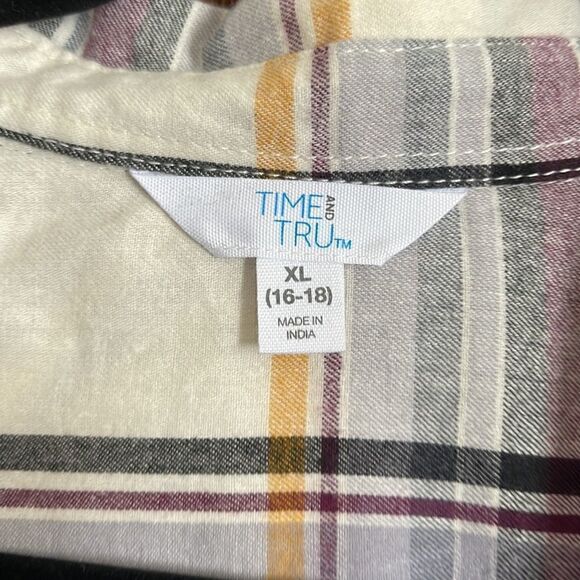 TIME AND
TRU™
XL
(16-18)
MADE IN
INDIA